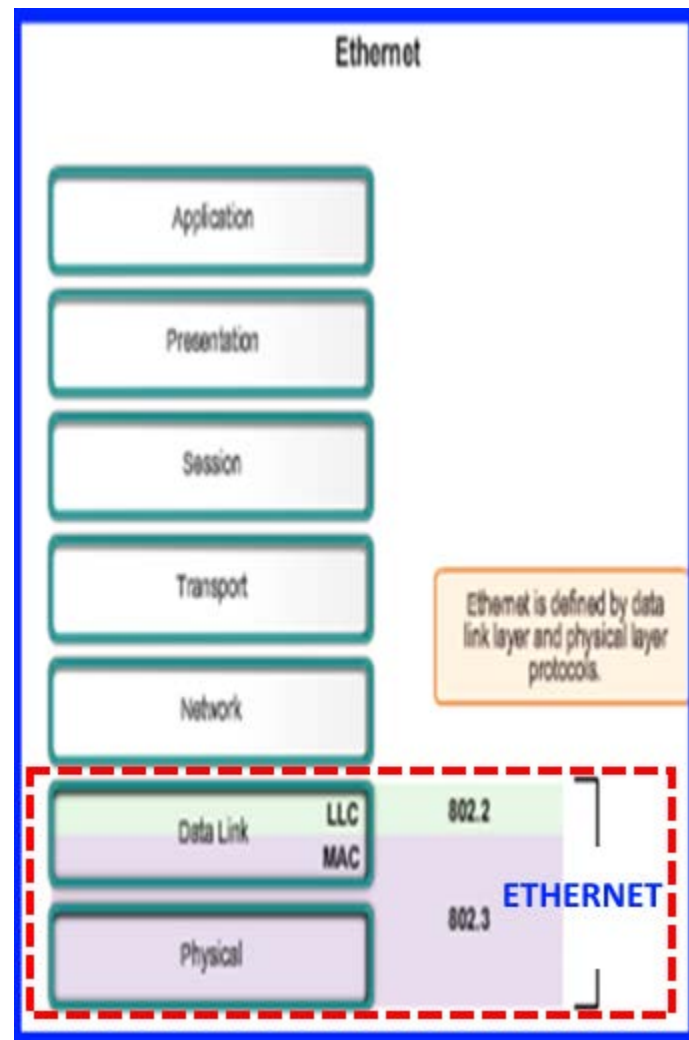 Ethernet
Application
Presentation
Session
Transport
Ethernet is defined by data
link layer and physical layer
protocols.
Network
Data Link
LLC
MAC
802.2
ETHERNET
802.3
Physical